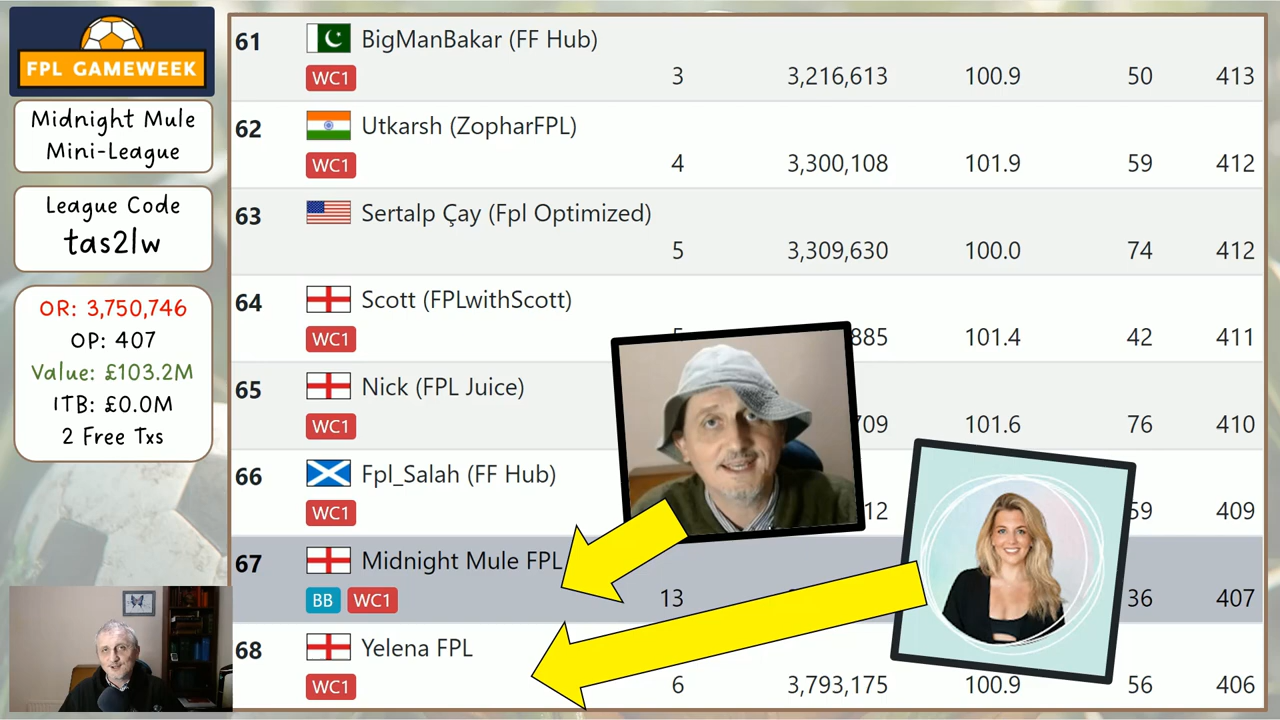 FPL GAMEWEEK
Midnight Mule
Mini-League
League Code
tas2lw
OR: 3,750,746
OP: 407
Value: £103.2M
ITB: £0.0M
2 Free Txs
61 BigManBakar (FF Hub)
WC1 3 3,216,613 100.9 50 413
62 Utkarsh (ZopharFPL)
WC1 4 3,300,108 101.9 59 412
63 Sertalp Çay (Fpl Optimized)
5 3,309,630 100.0 74 412
64 Scott (FPLwithScott)
WC1 885 101.4 42 411
65 Nick (FPL Juice)
WC1 709 101.6 76 410
66 Fpl_Salah (FF Hub)
WC1 12 59 409
67 Midnight Mule FPL
BB WC1 13 36 407
68 Yelena FPL
WC1 6 3,793,175 100.9 56 406